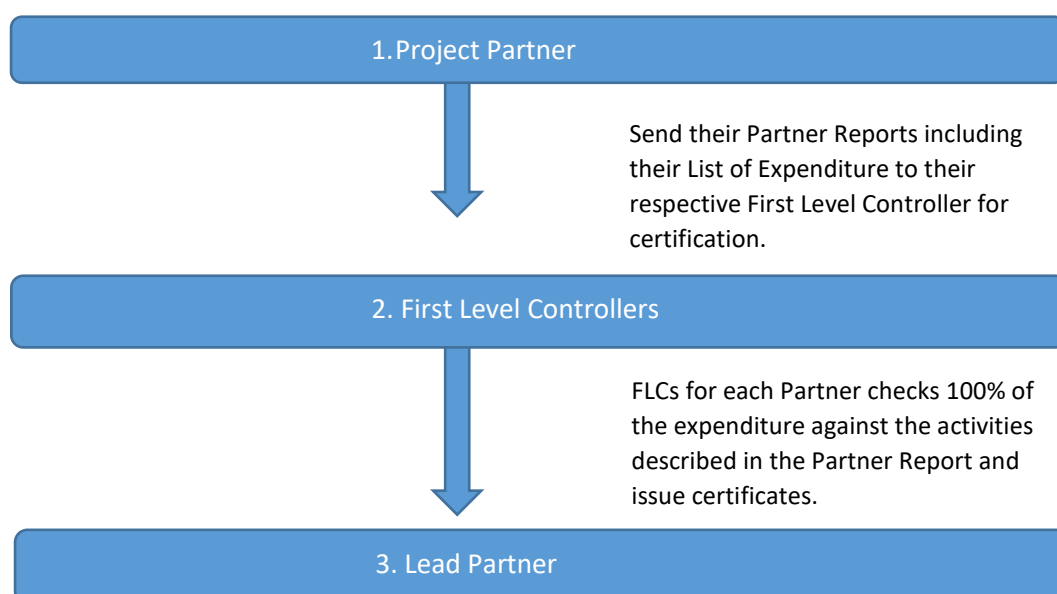 1.Project Partner
Send their Partner Reports including
their List of Expenditure to their
respective First Level Controller for
certification.
2. First Level Controllers
FLCs for each Partner checks 100% of
the expenditure against the activities
described in the Partner Report and
issue certificates.
3. Lead Partner